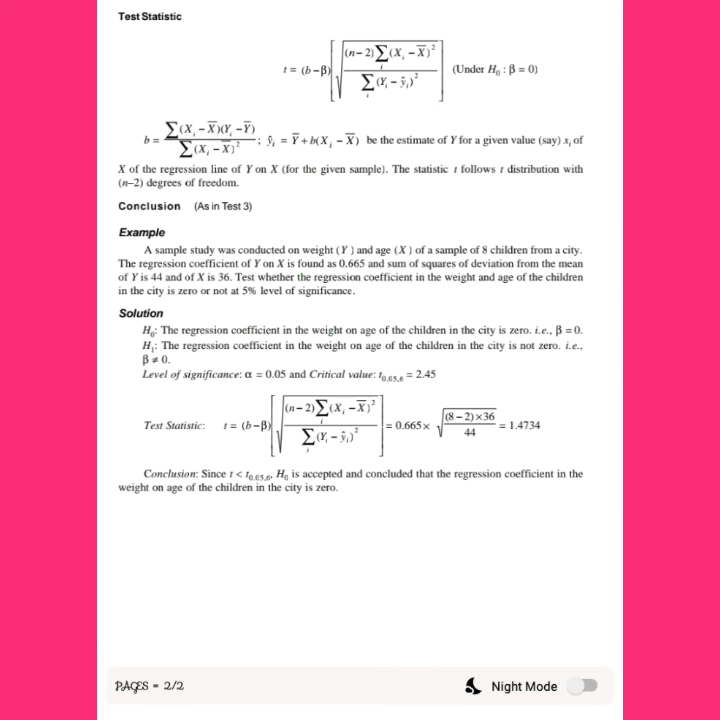 Test Statistic
t = (b – β) [√((n – 2) ∑ᵢ (Xᵢ – X̄)² / ∑ᵢ (Yᵢ – ŷᵢ)²)] (Under H₀ : β = 0)
b = ∑(Xᵢ – X̄)(Yᵢ – Ȳ) / ∑(Xᵢ – X̄)² ; ŷᵢ = Ȳ + b(Xᵢ – X̄) be the estimate of Y for a given value (say) xᵢ of
X of the regression line of Y on X (for the given sample). The statistic t follows t distribution with
(n–2) degrees of freedom.
Conclusion (As in Test 3)
Example
A sample study was conducted on weight (Y) and age (X) of a sample of 8 children from a city.
The regression coefficient of Y on X is found as 0.665 and sum of squares of deviation from the mean
of Y is 44 and of X is 36. Test whether the regression coefficient in the weight and age of the children
in the city is zero or not at 5% level of significance.
Solution
H₀: The regression coefficient in the weight on age of the children in the city is zero. i.e., β = 0.
H₁: The regression coefficient in the weight on age of the children in the city is not zero. i.e.,
β ≠ 0.
Level of significance: α = 0.05 and Critical value: t₀.₀₅,₆ = 2.45
Test Statistic: t = (b – β) [√((n – 2) ∑ᵢ (Xᵢ – X̄)² / ∑ᵢ (Yᵢ – ŷᵢ)²)] = 0.665 × √((8 – 2) × 36 / 44) = 1.4734
Conclusion: Since t < t₀.₀₅,₆, H₀ is accepted and concluded that the regression coefficient in the
weight on age of the children in the city is zero.
PAGES = 2/2
Night Mode